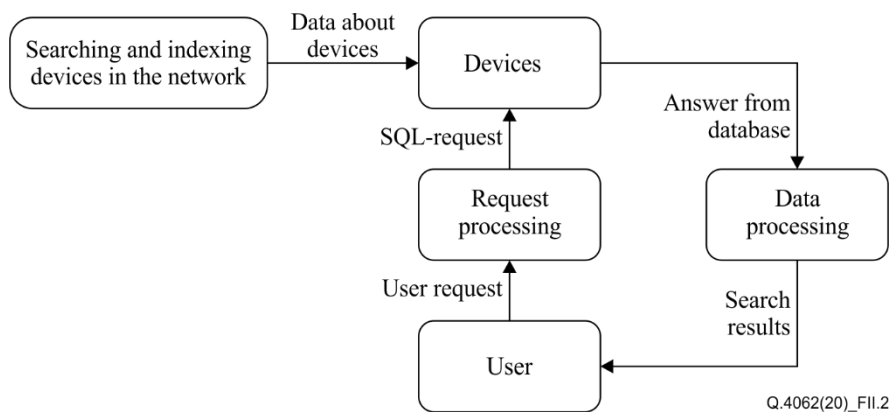 Data about
devices
Searching and indexing
devices in the network
Devices
Answer from
database
SQL-request
Request
processing
Data
processing
User request
Search
results
User
Q.4062(20)_FII.2